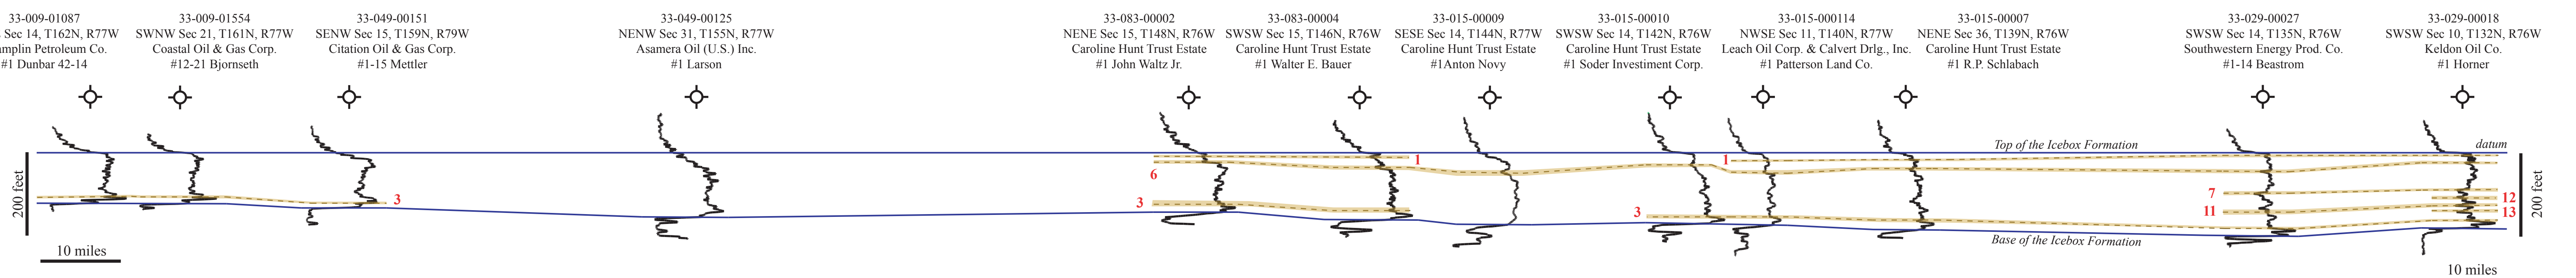 33-009-01087
Sec 14, T162N, R77W
Petroleum Co.
#1 Dunbar 42-14
33-009-01554
SWNW Sec 21, T161N, R77W
Coastal Oil & Gas Corp.
#12-21 Bjornseth
33-049-00151
SENW Sec 15, T159N, R79W
Citation Oil & Gas Corp.
#1-15 Mettler
33-049-00125
NENW Sec 31, T155N, R77W
Asamera Oil (U.S.) Inc.
#1 Larson
33-083-00002
NENE Sec 15, T148N, R76W
Caroline Hunt Trust Estate
#1 John Waltz Jr.
33-083-00004
SWSW Sec 15, T146N, R76W
Caroline Hunt Trust Estate
#1 Walter E. Bauer
33-015-00009
SESE Sec 14, T144N, R77W
Caroline Hunt Trust Estate
#1Anton Novy
33-015-00010
SWSW Sec 14, T142N, R76W
Caroline Hunt Trust Estate
#1 Soder Investiment Corp.
33-015-000114
NWSE Sec 11, T140N, R77W
Leach Oil Corp. & Calvert Drlg., Inc.
#1 Patterson Land Co.
33-015-00007
NENE Sec 36, T139N, R76W
Caroline Hunt Trust Estate
#1 R.P. Schlabach
33-029-00027
SWSW Sec 14, T135N, R76W
Southwestern Energy Prod. Co.
#1-14 Beastrom
33-029-00018
SWSW Sec 10, T132N, R76W
Keldon Oil Co.
#1 Horner
Top of the Icebox Formation
datum
1
1
6
3
3
3
7
12
11
13
200 feet
200 feet
Base of the Icebox Formation
10 miles
10 miles